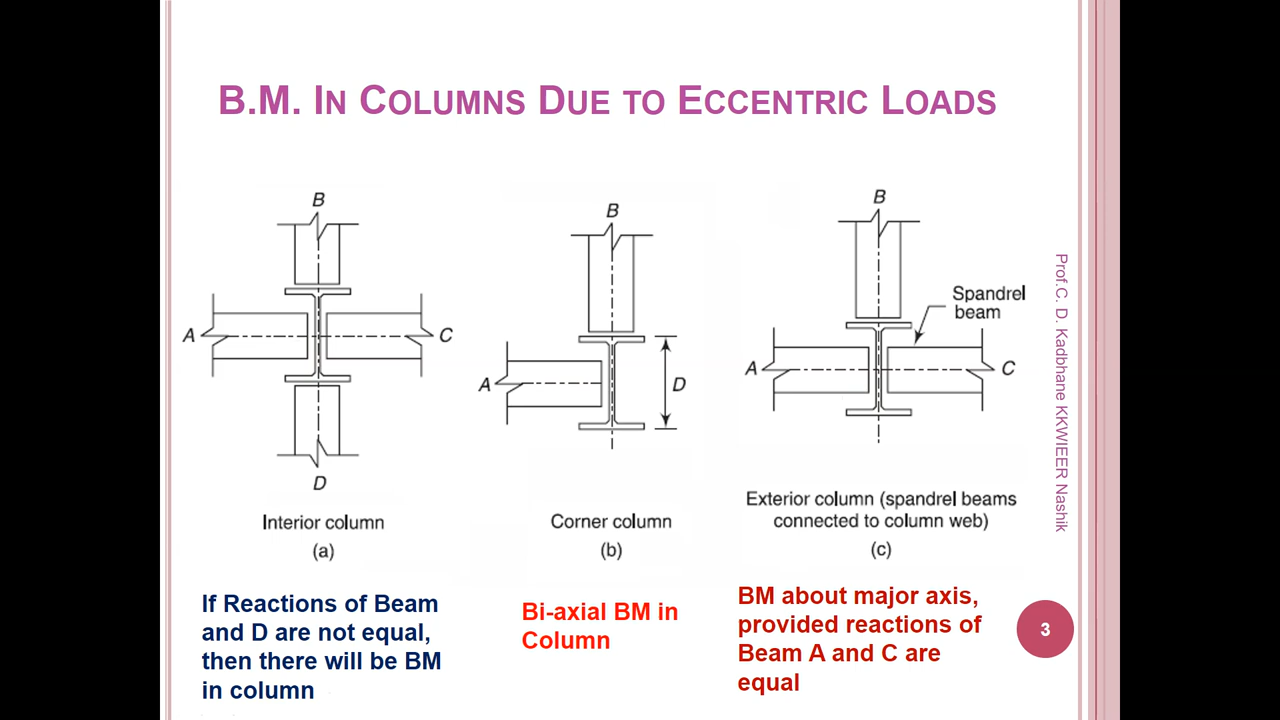 B.M. IN COLUMNS DUE TO ECCENTRIC LOADS
B
A
C
D
Interior column
(a)
B
A
D
Corner column
(b)
B
Spandrel
beam
A
C
Exterior column (spandrel beams
connected to column web)
(c)
If Reactions of Beam
and D are not equal,
then there will be BM
in column
Bi-axial BM in
Column
BM about major axis,
provided reactions of
Beam A and C are
equal
Prof.C. D. Kadbhane KKWIEER Nashik
3